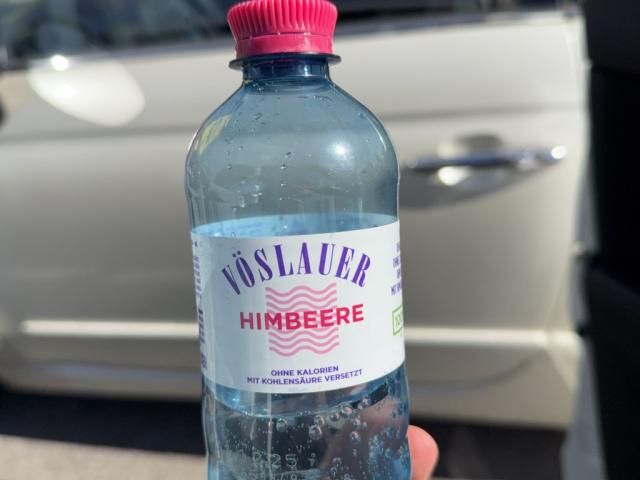 VÖSLAUER
HIMBEERE
OHNE KALORIEN
MIT KOHLENSÄURE VERSETZT